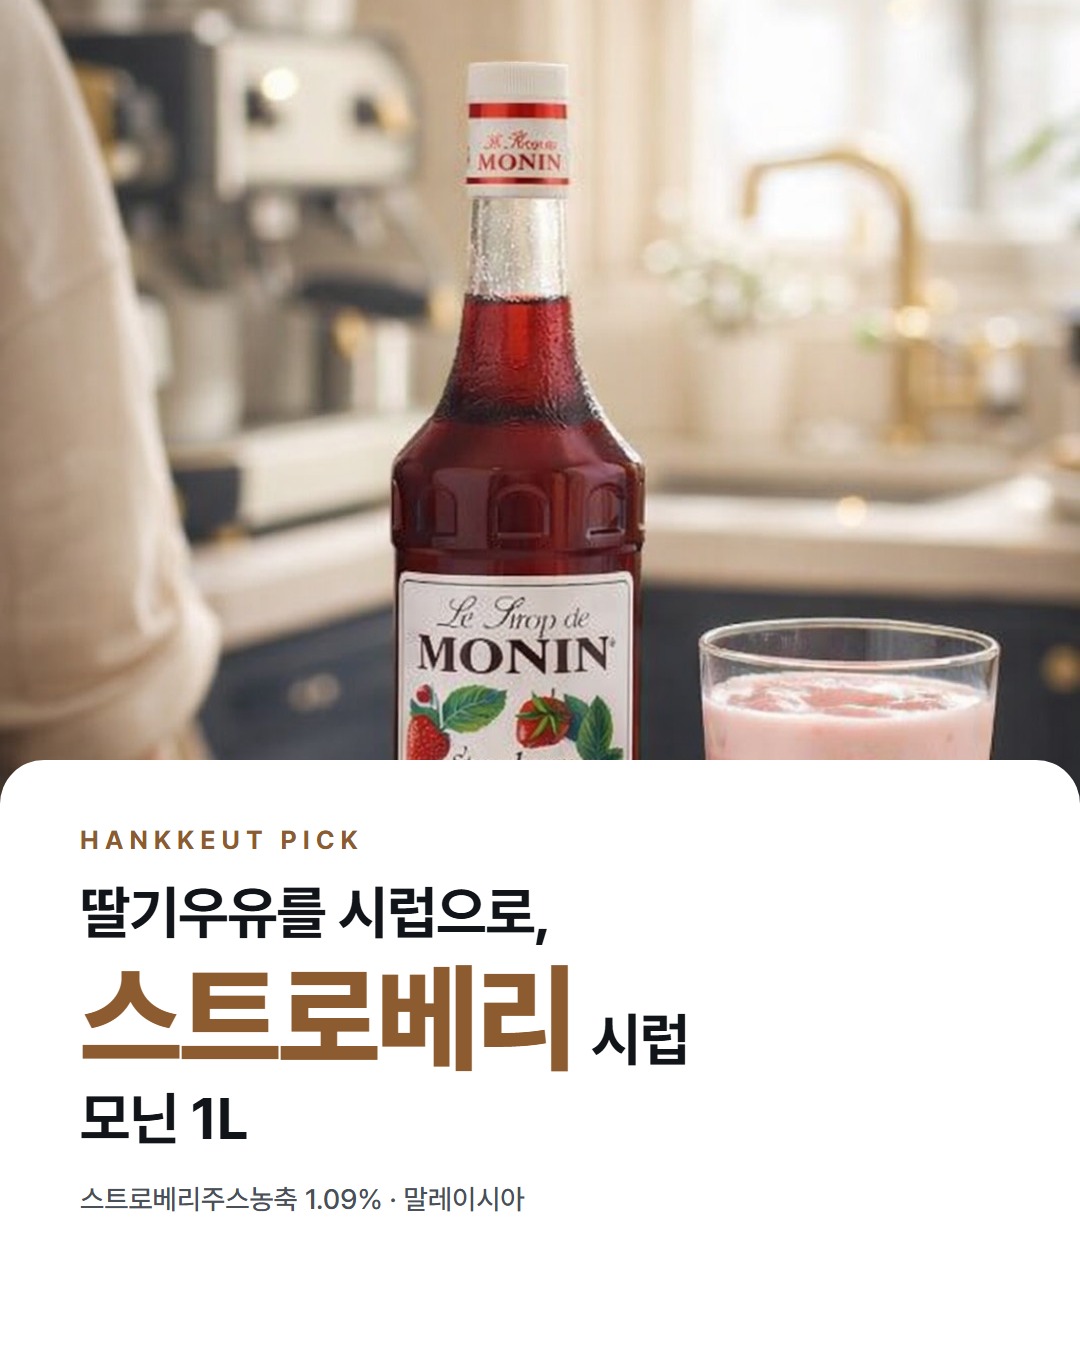 MONIN
Le Sirop de
MONIN
HANKKEUT PICK
딸기우유를 시럽으로,
스트로베리 시럽
모닌 1L
스트로베리주스농축 1.09% · 말레이시아